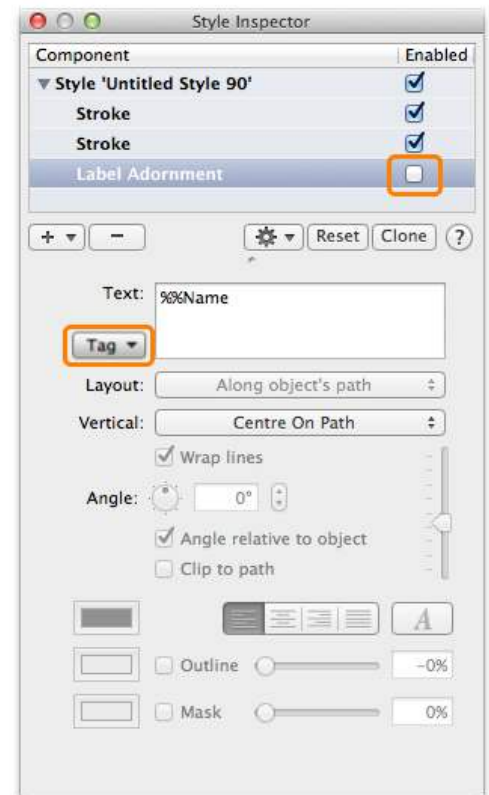 Style Inspector
Component Enabled
Style 'Untitled Style 90'
Stroke
Stroke
Label Adornment
+ − Reset Clone ?
Text: %%Name
Tag
Layout: Along object's path
Vertical: Centre On Path
Wrap lines
Angle: 0°
Angle relative to object
Clip to path
A
Outline −0%
Mask 0%